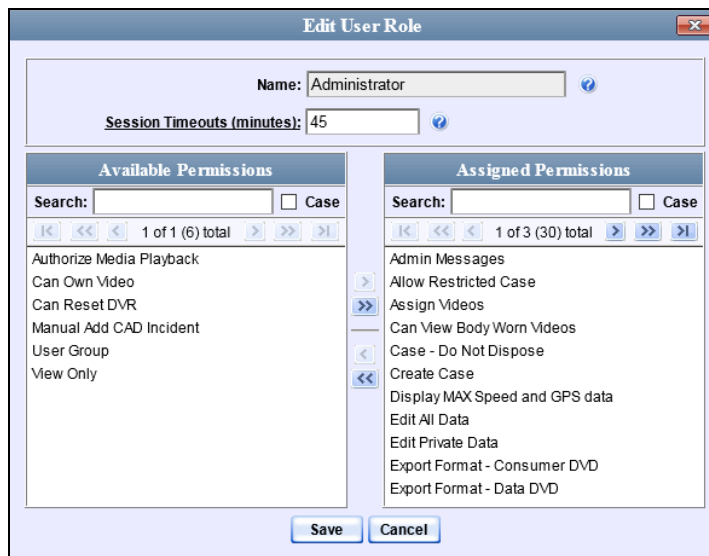 Edit User Role
Name: Administrator
Session Timeouts (minutes): 45
Available Permissions
Search: Case
1 of 1 (6) total
Authorize Media Playback
Can Own Video
Can Reset DVR
Manual Add CAD Incident
User Group
View Only
Assigned Permissions
Search: Case
1 of 3 (30) total
Admin Messages
Allow Restricted Case
Assign Videos
Can View Body Worn Videos
Case - Do Not Dispose
Create Case
Display MAX Speed and GPS data
Edit All Data
Edit Private Data
Export Format - Consumer DVD
Export Format - Data DVD
Save Cancel